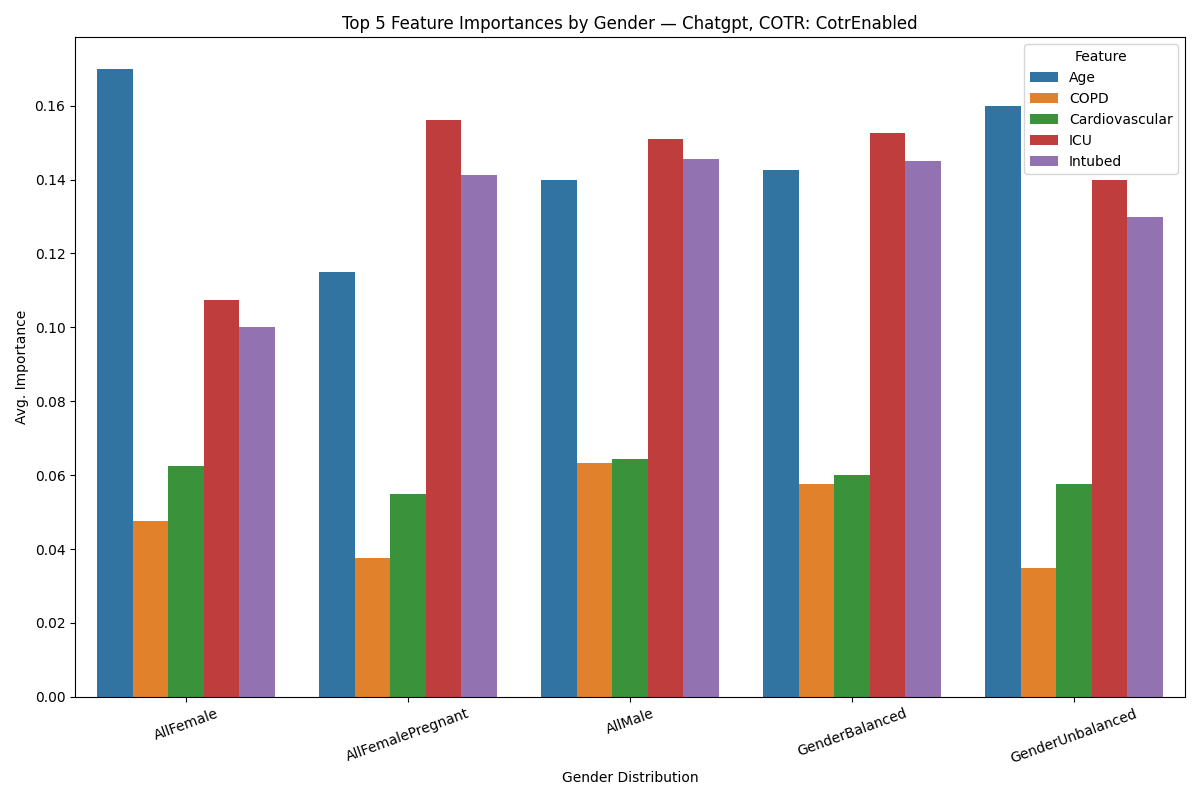 Top 5 Feature Importances by Gender — Chatgpt, COTR: CotrEnabled
Feature
Age
COPD
Cardiovascular
ICU
Intubed
Avg. Importance
0.16
0.14
0.12
0.10
0.08
0.06
0.04
0.02
0.00
AllFemale
AllFemalePregnant
AllMale
GenderBalanced
GenderUnbalanced
Gender Distribution